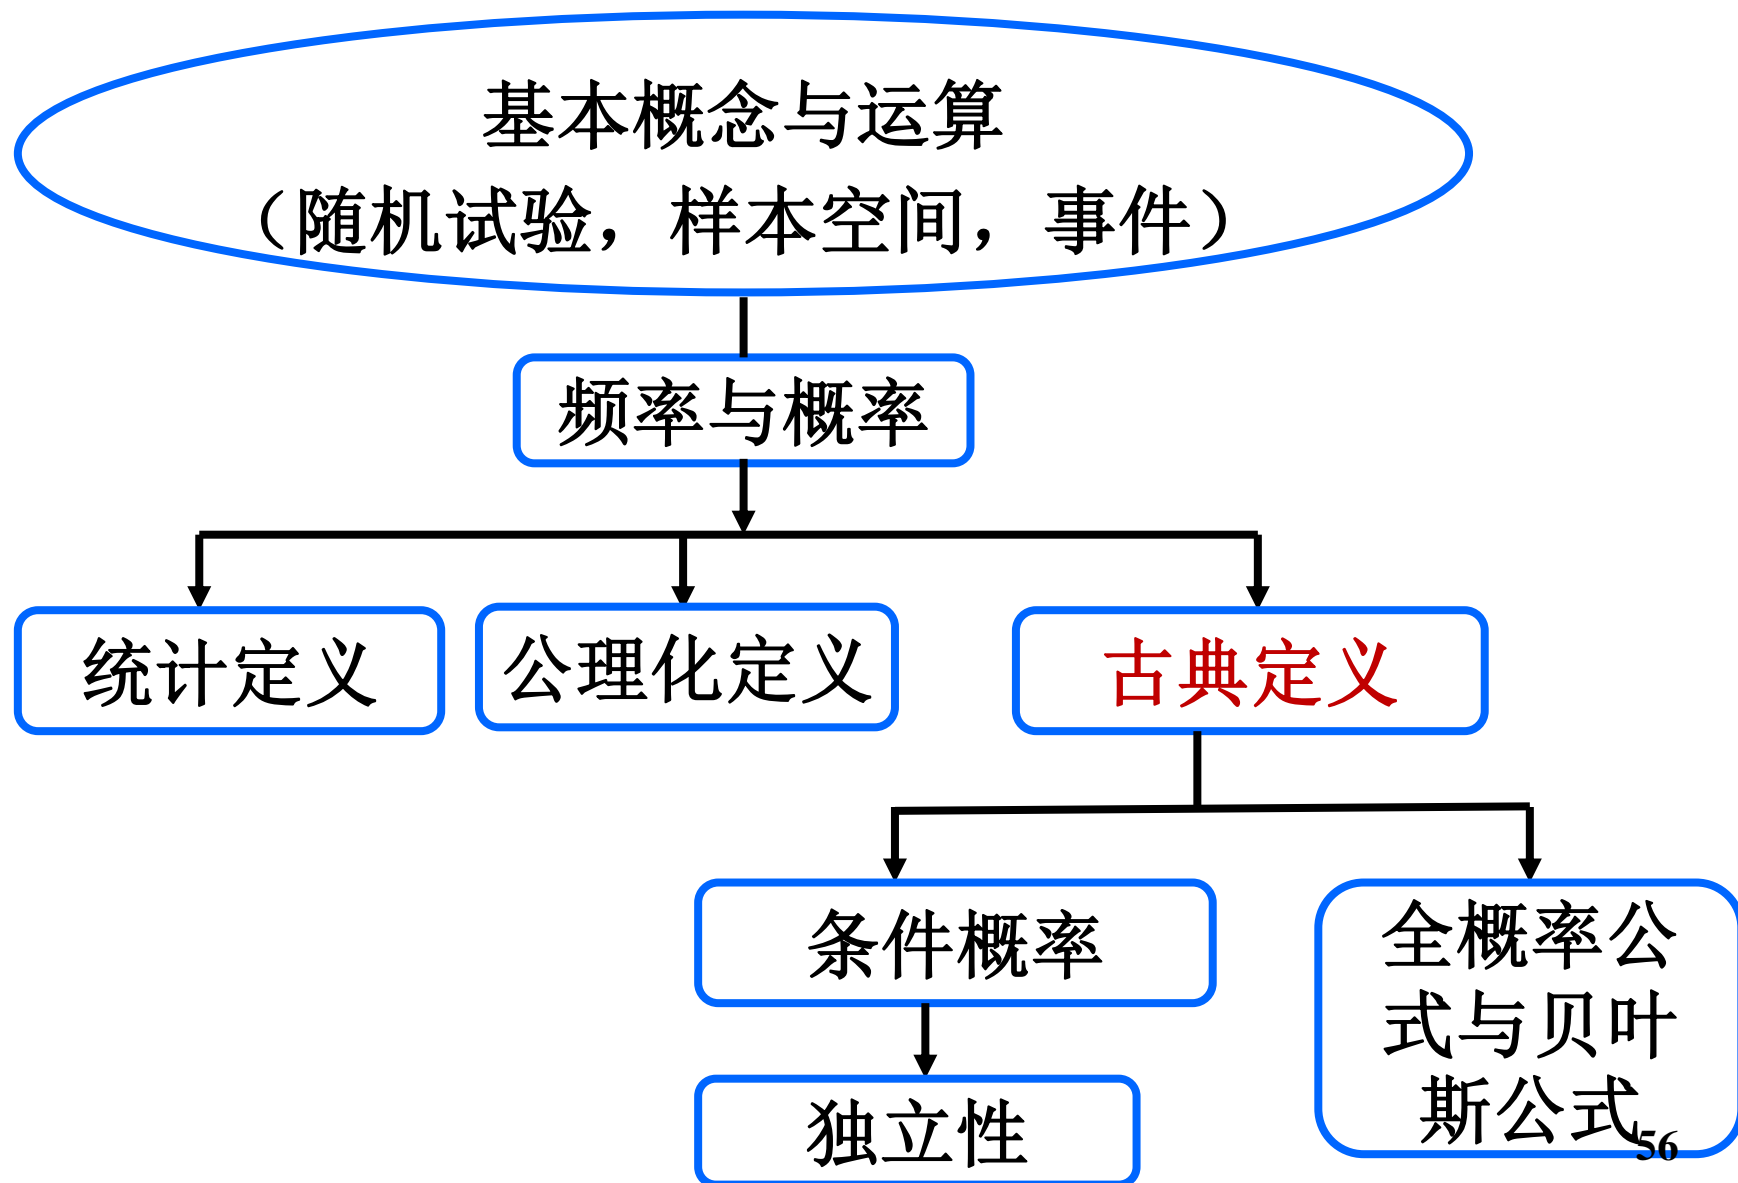 基本概念与运算
（随机试验，样本空间，事件）
频率与概率
统计定义
公理化定义
古典定义
条件概率
全概率公
式与贝叶
斯公式
独立性
56